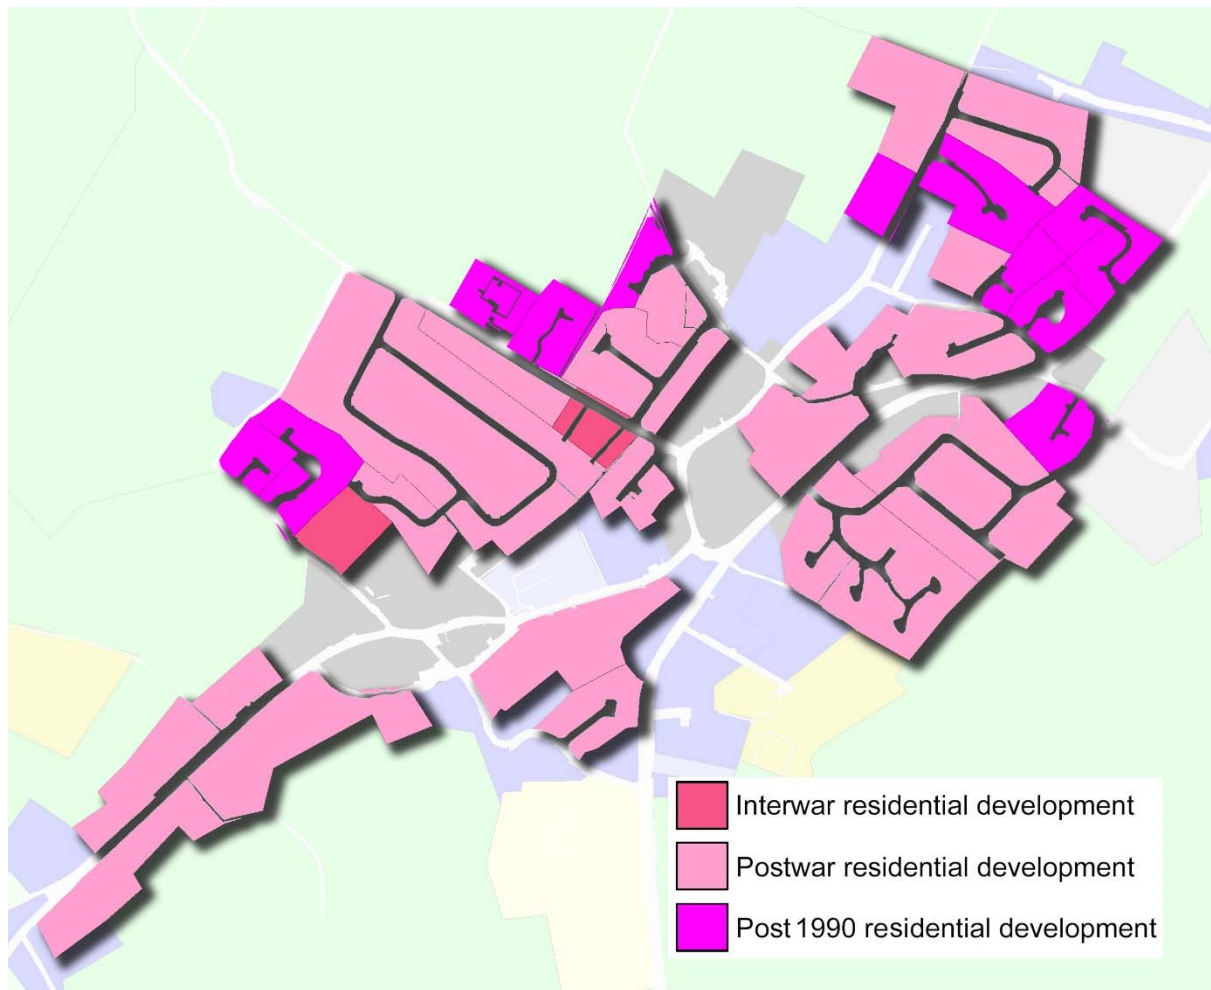 Interwar residential development
Postwar residential development
Post 1990 residential development